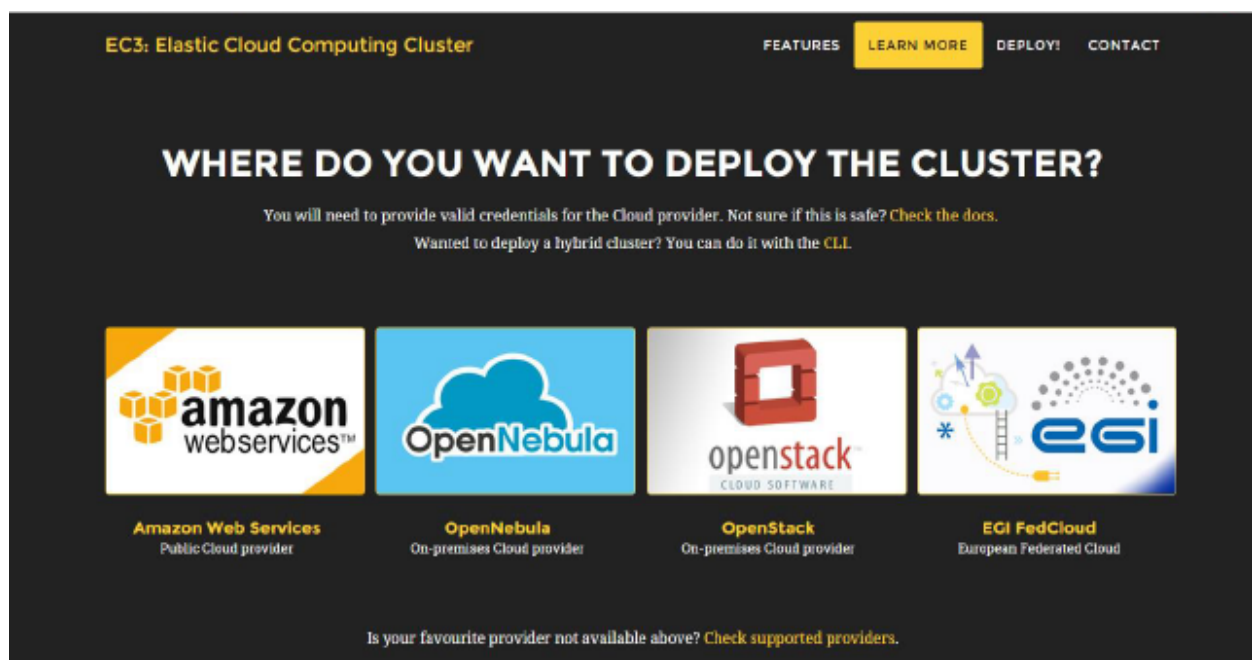 EC3: Elastic Cloud Computing Cluster
FEATURES LEARN MORE DEPLOY! CONTACT
WHERE DO YOU WANT TO DEPLOY THE CLUSTER?
You will need to provide valid credentials for the Cloud provider. Not sure if this is safe? Check the docs.
Wanted to deploy a hybrid cluster? You can do it with the CLI.
amazon
webservices™
OpenNebula
openstack™
CLOUD SOFTWARE
egi
Amazon Web Services
Public Cloud provider
OpenNebula
On-premises Cloud provider
OpenStack
On-premises Cloud provider
EGI FedCloud
European Federated Cloud
Is your favourite provider not available above? Check supported providers.